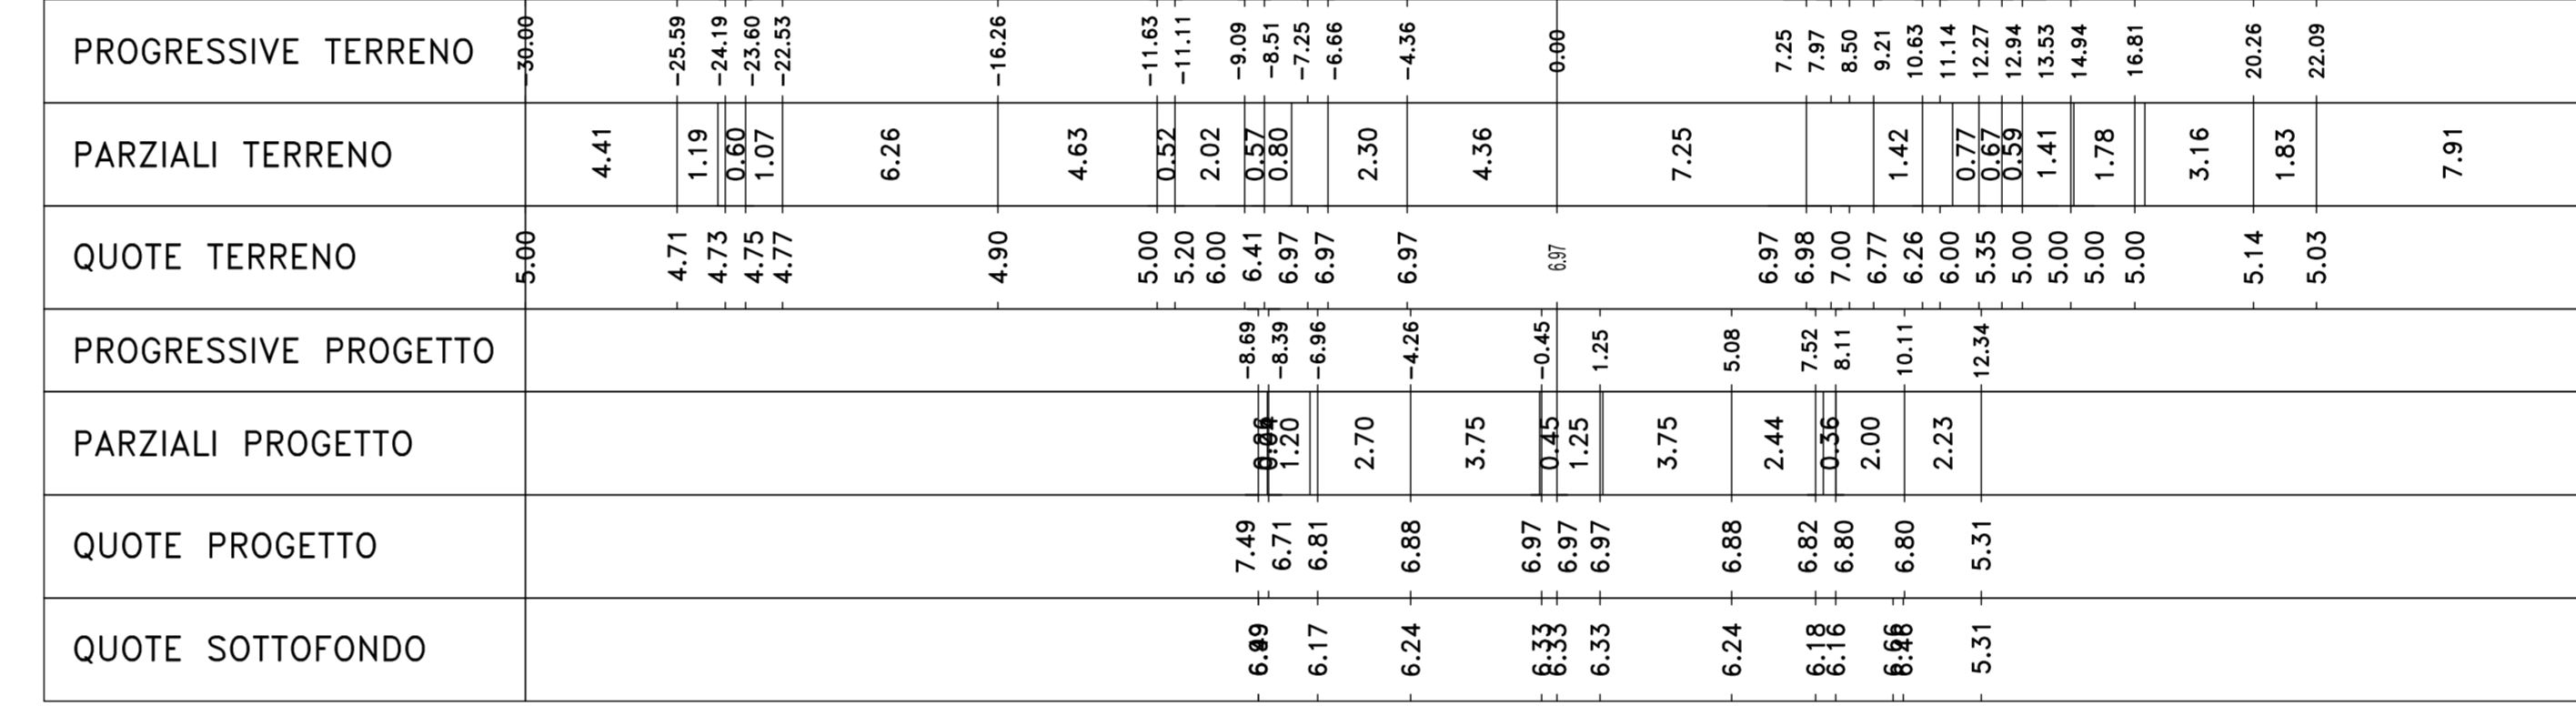 PROGRESSIVE TERRENO -30.00 -25.59 -24.19 -23.60 -22.53 -16.26 -11.63 -11.11 -9.09 -8.51 -7.25 -6.66 -4.36 0.00 7.25 7.97 8.50 9.21 10.63 11.14 12.27 12.94 13.53 14.94 16.81 20.26 22.09
PARZIALI TERRENO 4.41 1.19 0.60 1.07 6.26 4.63 0.52 2.02 0.57 0.80 2.30 4.36 7.25 1.42 0.77 0.67 0.59 1.41 1.78 3.16 1.83 7.91
QUOTE TERRENO 5.00 4.71 4.73 4.75 4.77 4.90 5.00 5.20 6.00 6.41 6.97 6.97 6.97 6.97 6.97 6.98 7.00 6.77 6.26 6.00 5.35 5.00 5.00 5.00 5.00 5.14 5.03
PROGRESSIVE PROGETTO -8.69 -8.39 -6.96 -4.26 -0.45 1.25 5.08 7.52 8.11 10.11 12.34
PARZIALI PROGETTO 1.20 2.70 3.75 0.45 1.25 3.75 2.44 0.36 2.00 2.23
QUOTE PROGETTO 7.49 6.71 6.81 6.88 6.97 6.97 6.97 6.88 6.82 6.80 6.80 5.31
QUOTE SOTTOFONDO 6.17 6.24 6.33 6.33 6.33 6.24 6.18 6.16 5.31